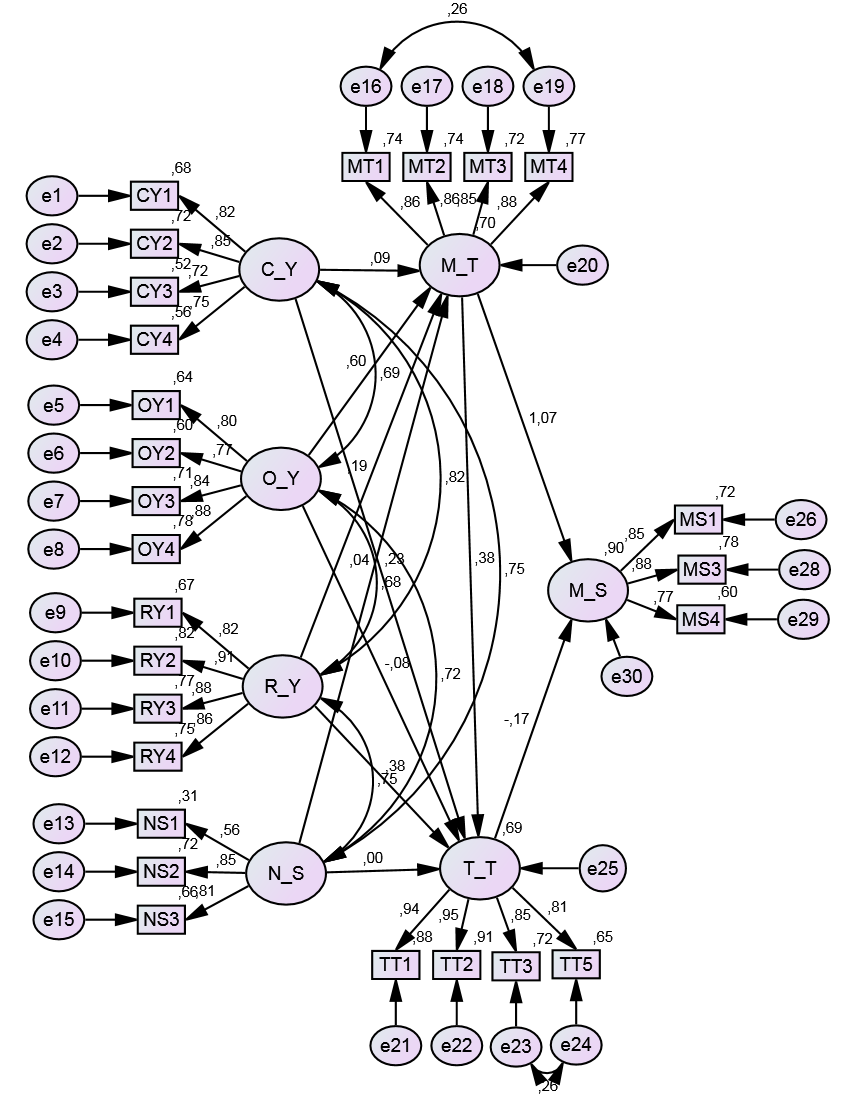 ,26
e16 e17 e18 e19
,74 ,74 ,72 ,77
MT1 MT2 MT3 MT4
,86 ,86 ,85 ,88
,70
e1 CY1 ,68 ,82
e2 CY2 ,72 ,85
e3 CY3 ,52 ,72
e4 CY4 ,56 ,75
C_Y ,09 M_T e20
,60 ,69
e5 OY1 ,64 ,80
e6 OY2 ,60 ,77
e7 OY3 ,71 ,84
e8 OY4 ,78 ,88
O_Y ,19 ,82
1,07
,04 ,23 ,68 ,38 ,75
MS1 ,72 e26 ,85
,90 M_S
MS3 ,78 e28 ,88
MS4 ,60 e29 ,77
e30
e9 RY1 ,67 ,82
e10 RY2 ,82 ,91
e11 RY3 ,77 ,88
e12 RY4 ,75 ,86
R_Y -,08 ,72
-,17
,38 ,75
e13 NS1 ,31 ,56
e14 NS2 ,72 ,85
e15 NS3 ,66 ,81
N_S ,00 T_T ,69 e25
,94 ,95 ,85 ,81
,88 ,91 ,72 ,65
TT1 TT2 TT3 TT5
e21 e22 e23 e24
,26